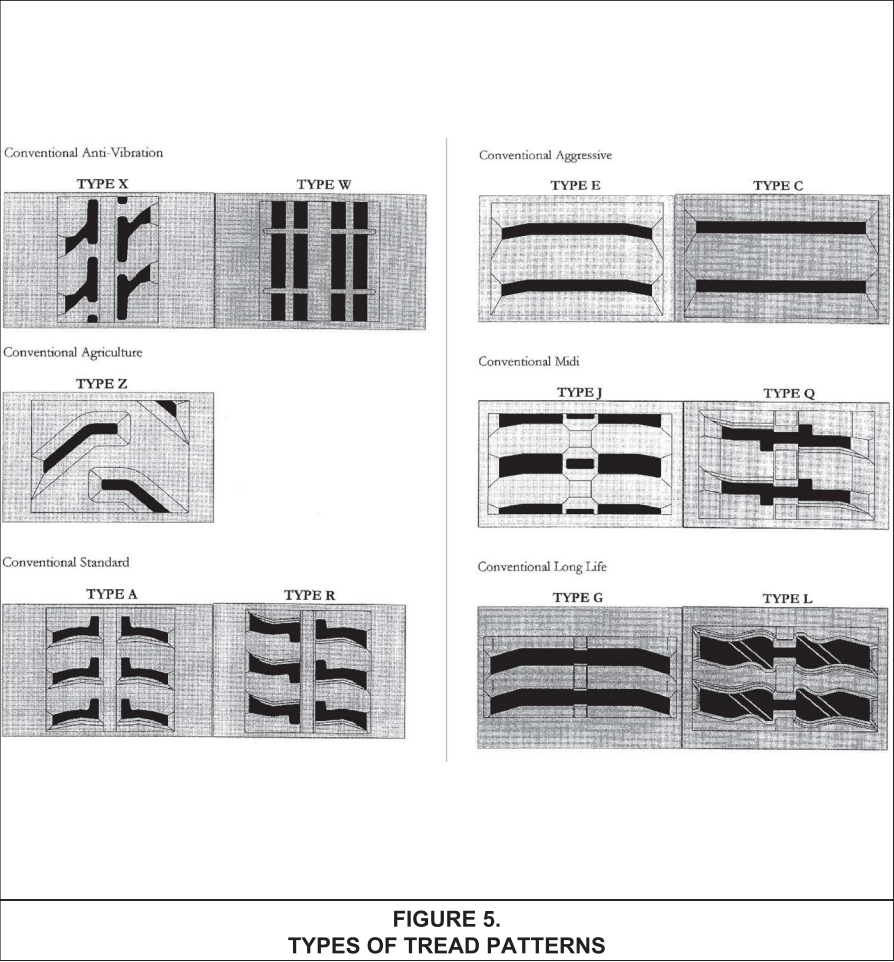 Conventional Anti-Vibration
TYPE X
TYPE W
Conventional Agriculture
TYPE Z
Conventional Standard
TYPE A
TYPE R
Conventional Aggressive
TYPE E
TYPE C
Conventional Midi
TYPE J
TYPE Q
Conventional Long Life
TYPE G
TYPE L
FIGURE 5.
TYPES OF TREAD PATTERNS